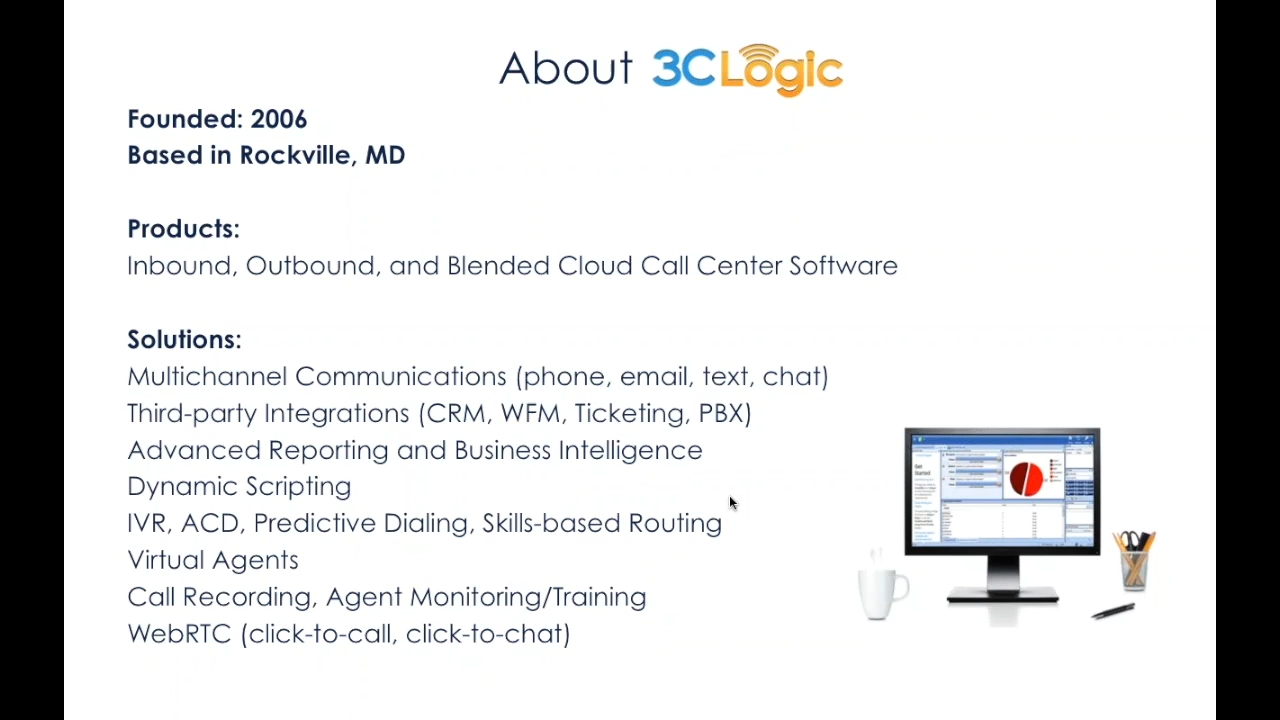 About 3CLogic
Founded: 2006
Based in Rockville, MD
Products:
Inbound, Outbound, and Blended Cloud Call Center Software
Solutions:
Multichannel Communications (phone, email, text, chat)
Third-party Integrations (CRM, WFM, Ticketing, PBX)
Advanced Reporting and Business Intelligence
Dynamic Scripting
IVR, ACD, Predictive Dialing, Skills-based Routing
Virtual Agents
Call Recording, Agent Monitoring/Training
WebRTC (click-to-call, click-to-chat)
Get
Started